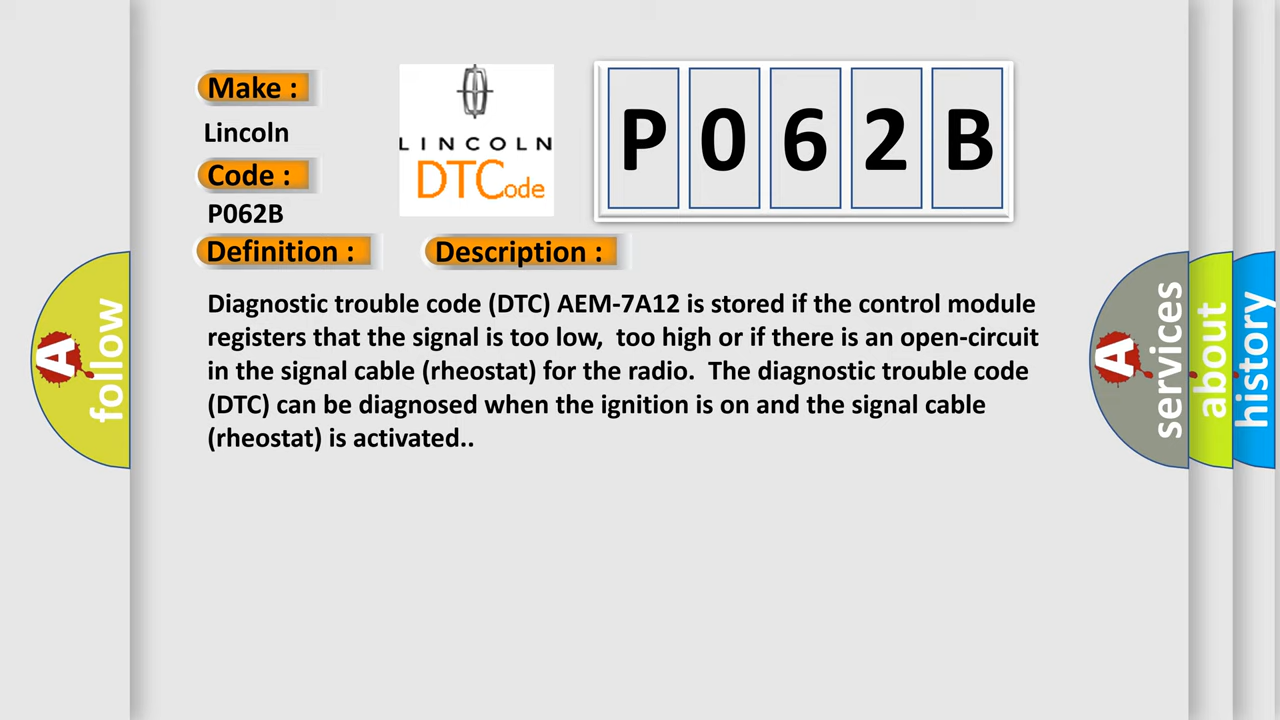 Make :
Lincoln
Code :
P062B
Definition :
Description :
LINCOLN
DTCode
P062B
Diagnostic trouble code (DTC) AEM-7A12 is stored if the control module
registers that the signal is too low,  too high or if there is an open-circuit
in the signal cable (rheostat) for the radio.  The diagnostic trouble code
(DTC) can be diagnosed when the ignition is on and the signal cable
(rheostat) is activated..
A follow
A services
about
history